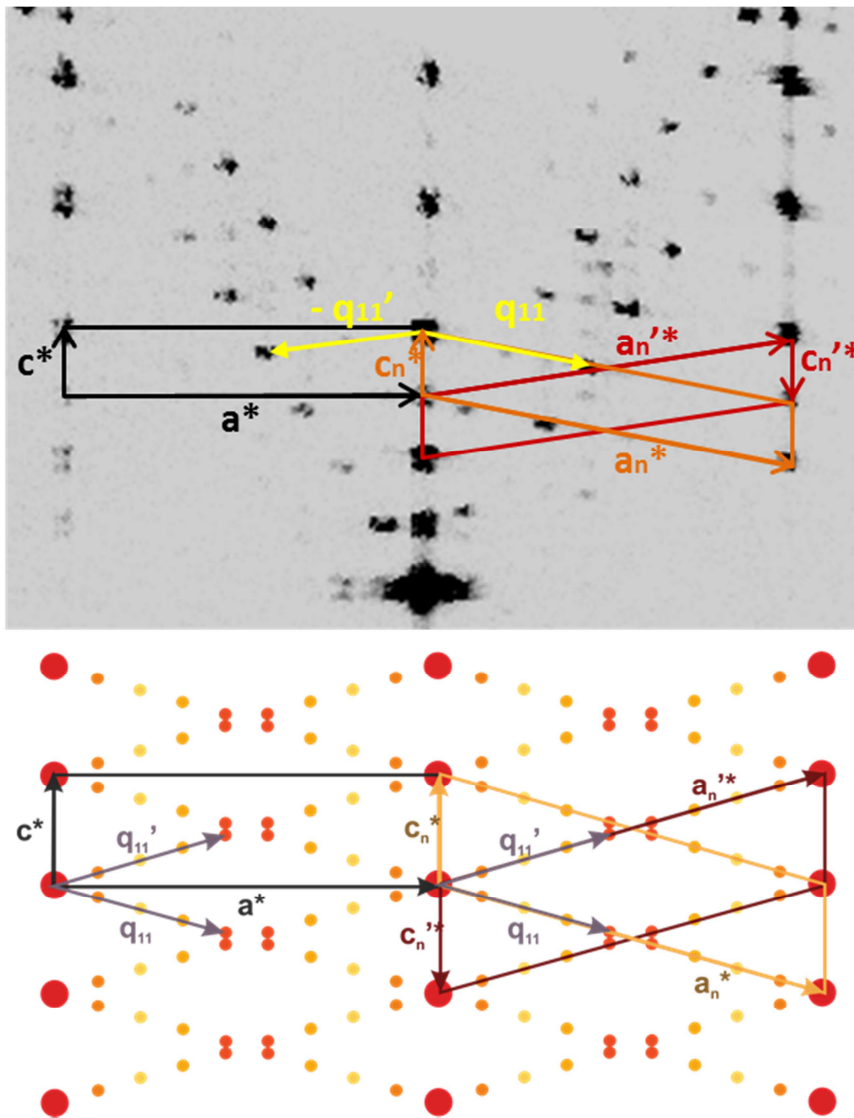 - q11’ q11
c* cn* an’* cn’*
a* an*
c* q11’ cn* q11’ an’*
q11 a* cn’* q11 an*